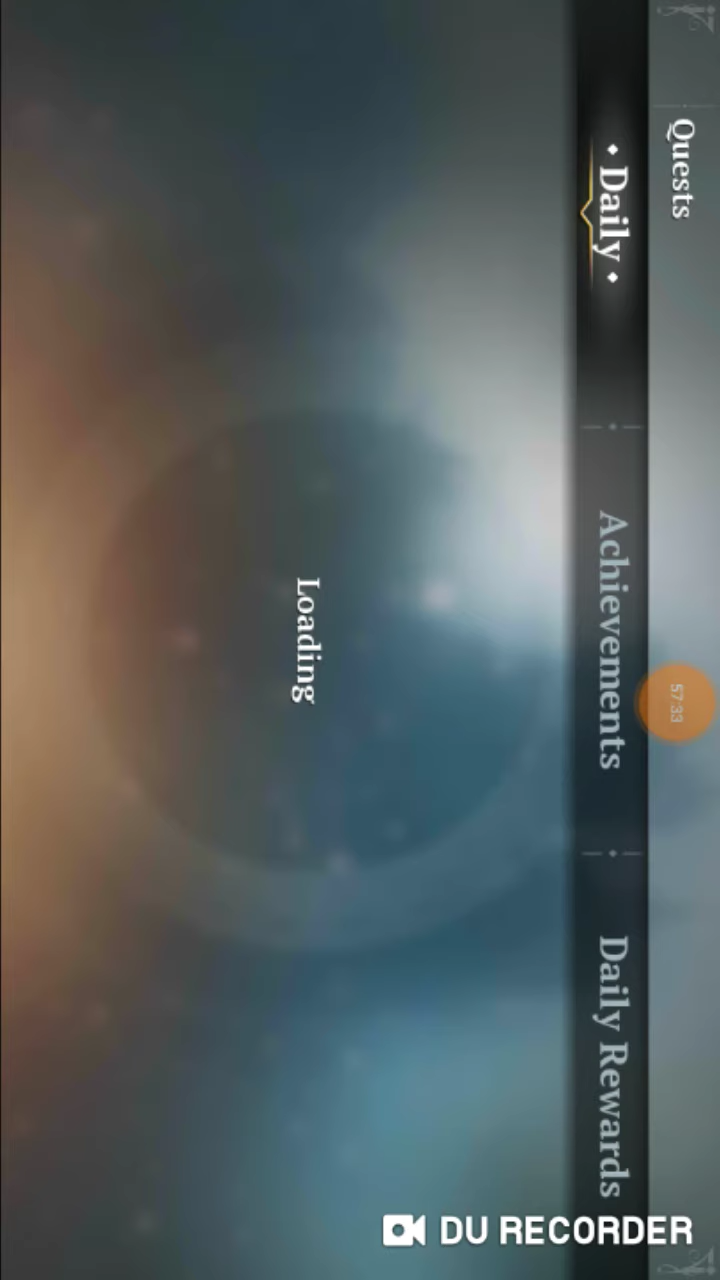 Quests
Daily
Achievements
Daily Rewards
57:33
Loading
DU RECORDER